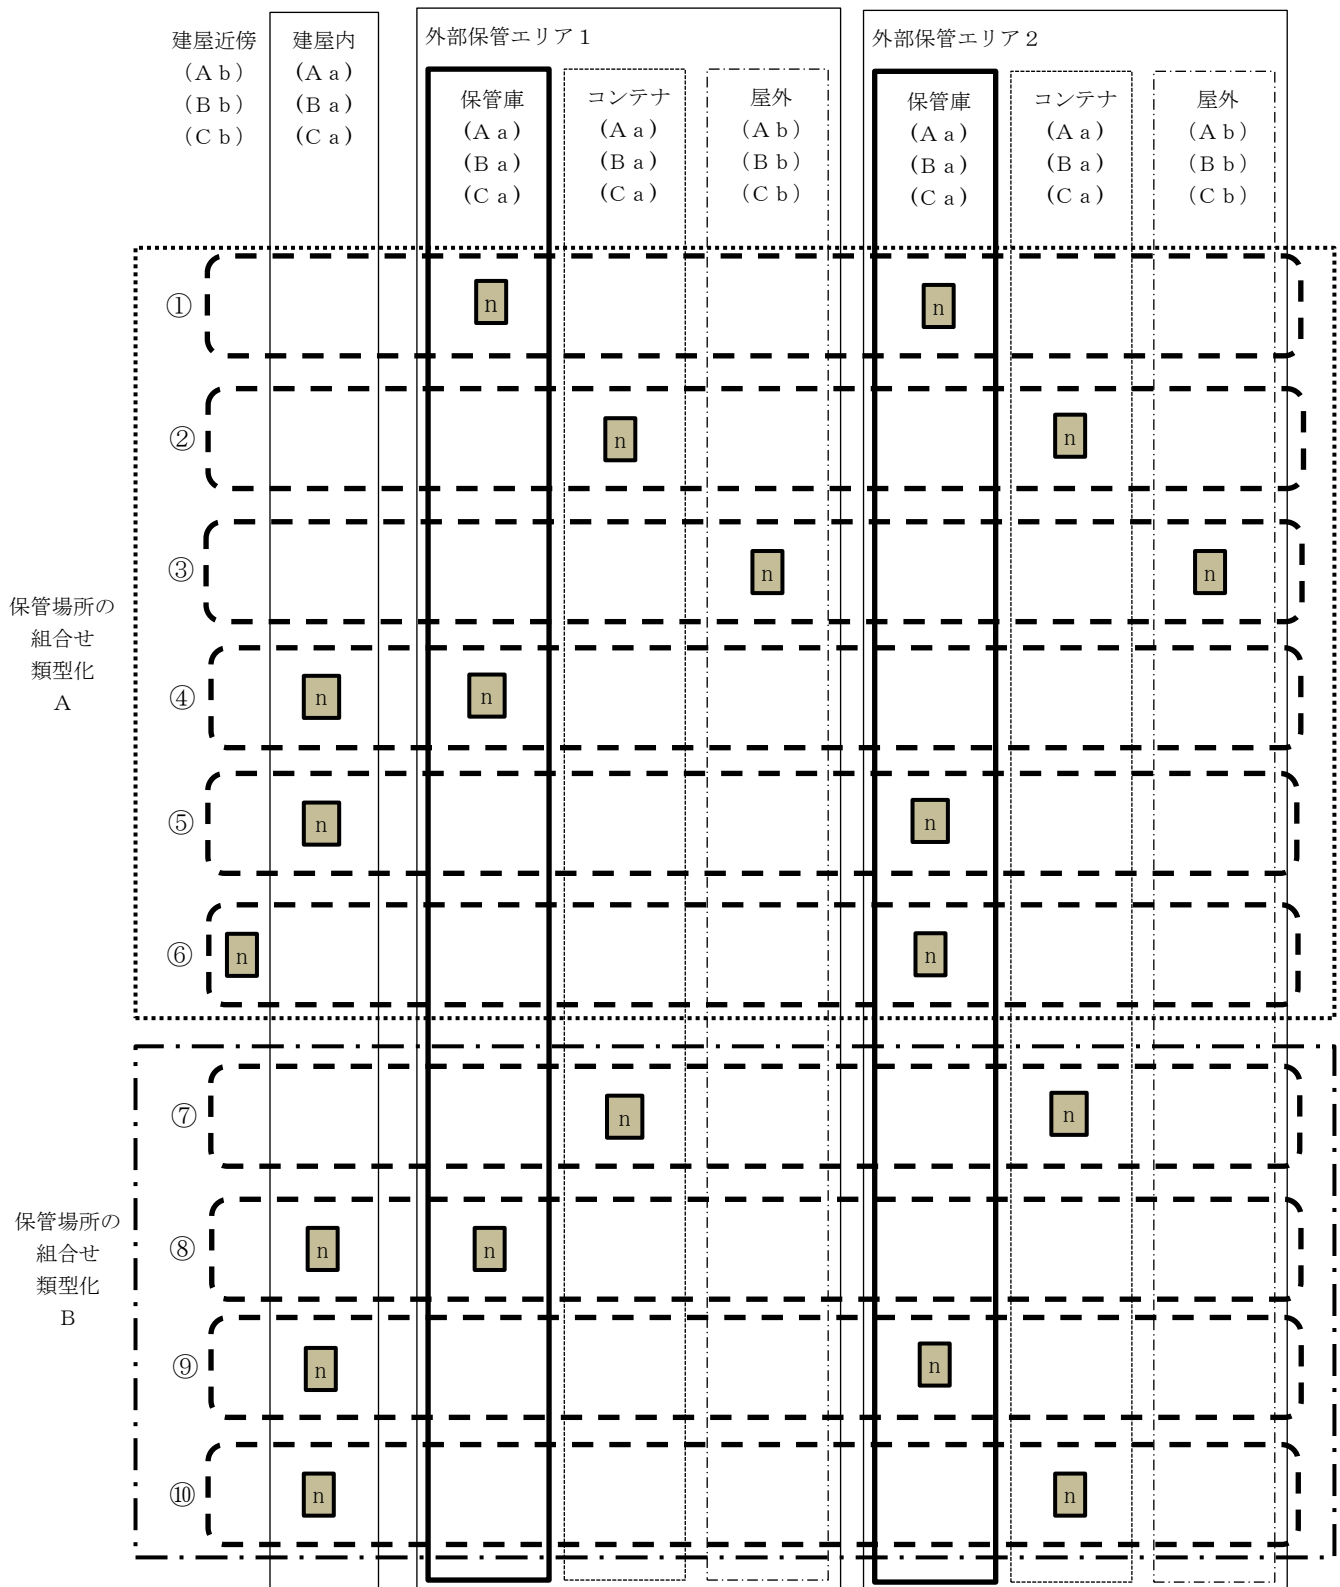 建屋近傍
(Ａｂ)
(Ｂｂ)
(Ｃｂ)
建屋内
(Ａａ)
(Ｂａ)
(Ｃａ)
外部保管エリア１
保管庫
(Ａａ)
(Ｂａ)
(Ｃａ)
コンテナ
(Ａａ)
(Ｂａ)
(Ｃａ)
屋外
(Ａｂ)
(Ｂｂ)
(Ｃｂ)
外部保管エリア２
保管庫
(Ａａ)
(Ｂａ)
(Ｃａ)
コンテナ
(Ａａ)
(Ｂａ)
(Ｃａ)
屋外
(Ａｂ)
(Ｂｂ)
(Ｃｂ)
保管場所の
組合せ
類型化
Ａ
① n n
② n n
③ n n
④ n n
⑤ n n
⑥ n n
保管場所の
組合せ
類型化
Ｂ
⑦ n n
⑧ n n
⑨ n n
⑩ n n